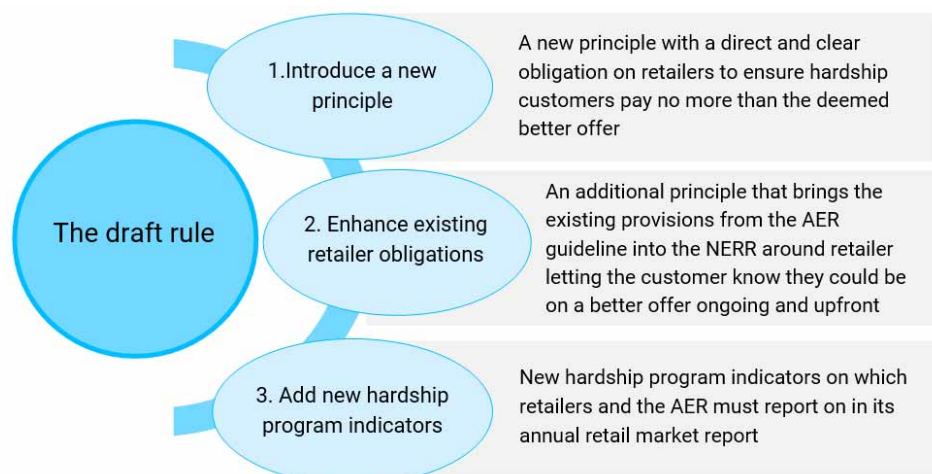 The draft rule
1.Introduce a new
principle
A new principle with a direct and clear
obligation on retailers to ensure hardship
customers pay no more than the deemed
better offer
2. Enhance existing
retailer obligations
An additional principle that brings the
existing provisions from the AER
guideline into the NERR around retailer
letting the customer know they could be
on a better offer ongoing and upfront
3. Add new hardship
program indicators
New hardship program indicators on which
retailers and the AER must report on in its
annual retail market report